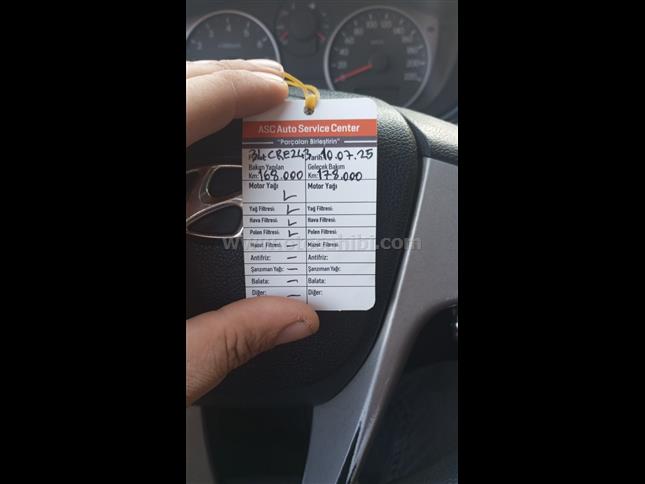 ASC Auto Service Center
"Parçaları Birleştirin"
34 CRE243 Tarih 10.07.25
Bakım Yapılan Gelecek Bakım
Km: 168.000 Km: 178.000
Motor Yağı Motor Yağı
Yağ Filtresi: Yağ Filtresi:
Hava Filtresi: Hava Filtresi:
Polen Filtresi: Polen Filtresi:
Mazot Filtresi: Mazot Filtresi:
Antifriz: — Antifriz:
Şanzıman Yağı: — Şanzıman Yağı:
Balata: — Balata:
Diğer: — Diğer: